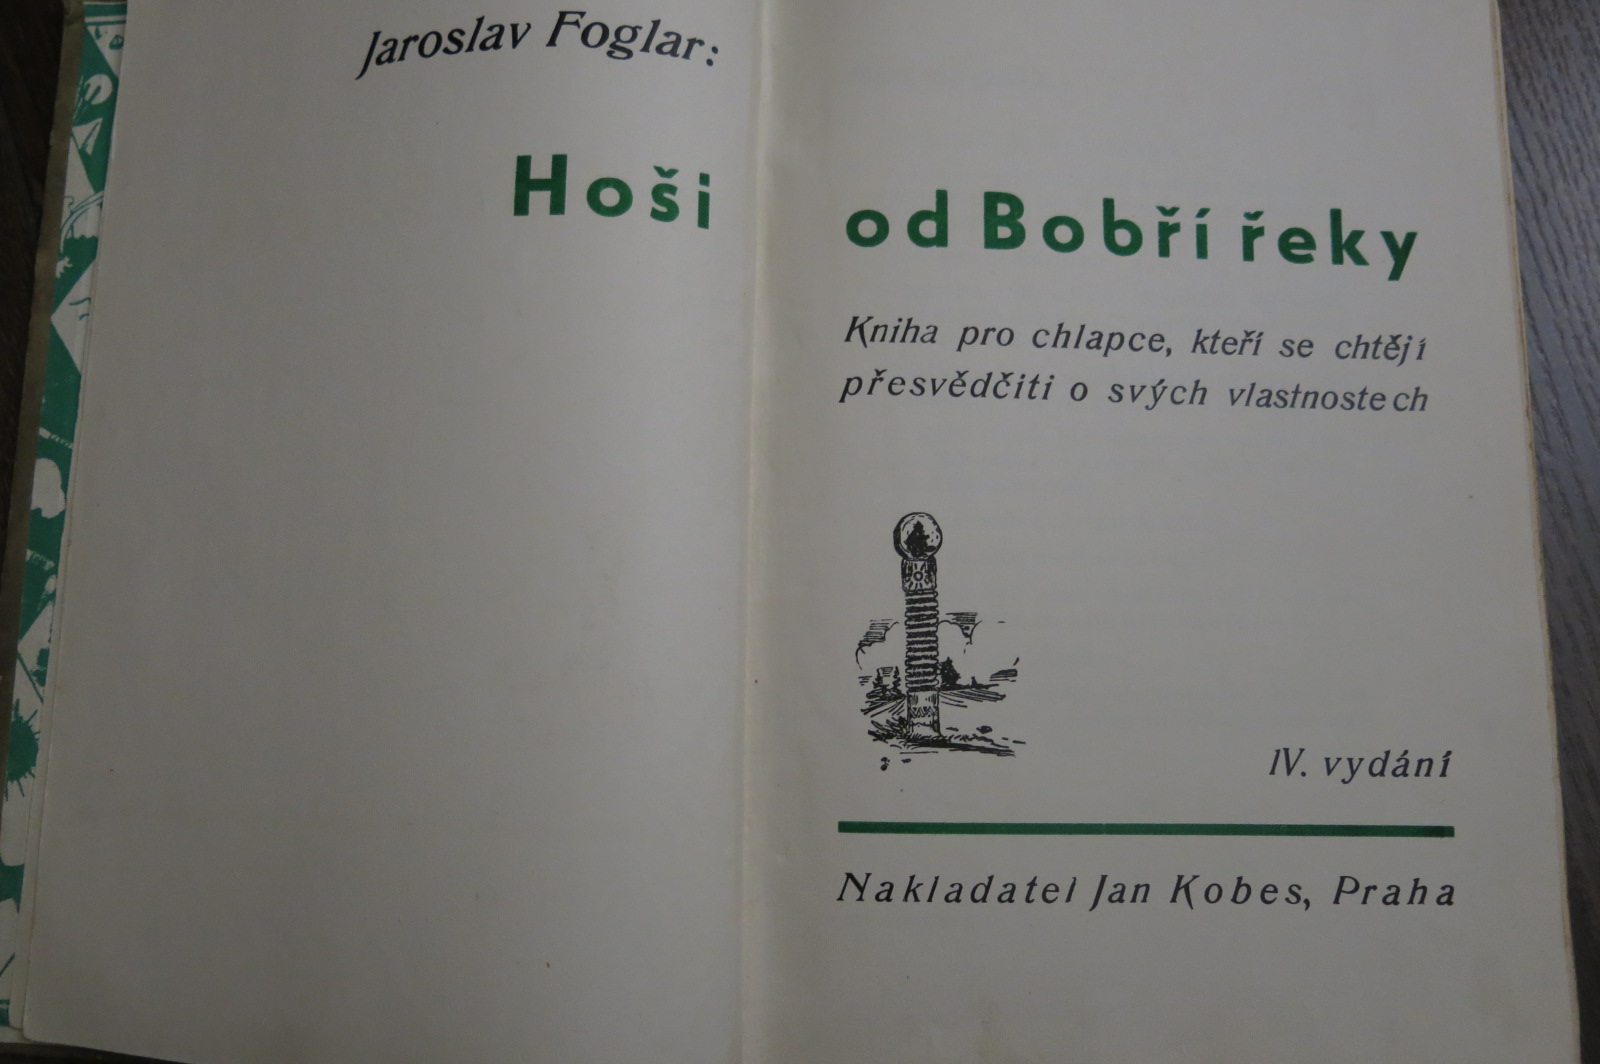 Jaroslav Foglar:
Hoši od Bobří řeky
Kniha pro chlapce, kteří se chtějí
přesvědčiti o svých vlastnostech
IV. vydání
Nakladatel Jan Kobes, Praha